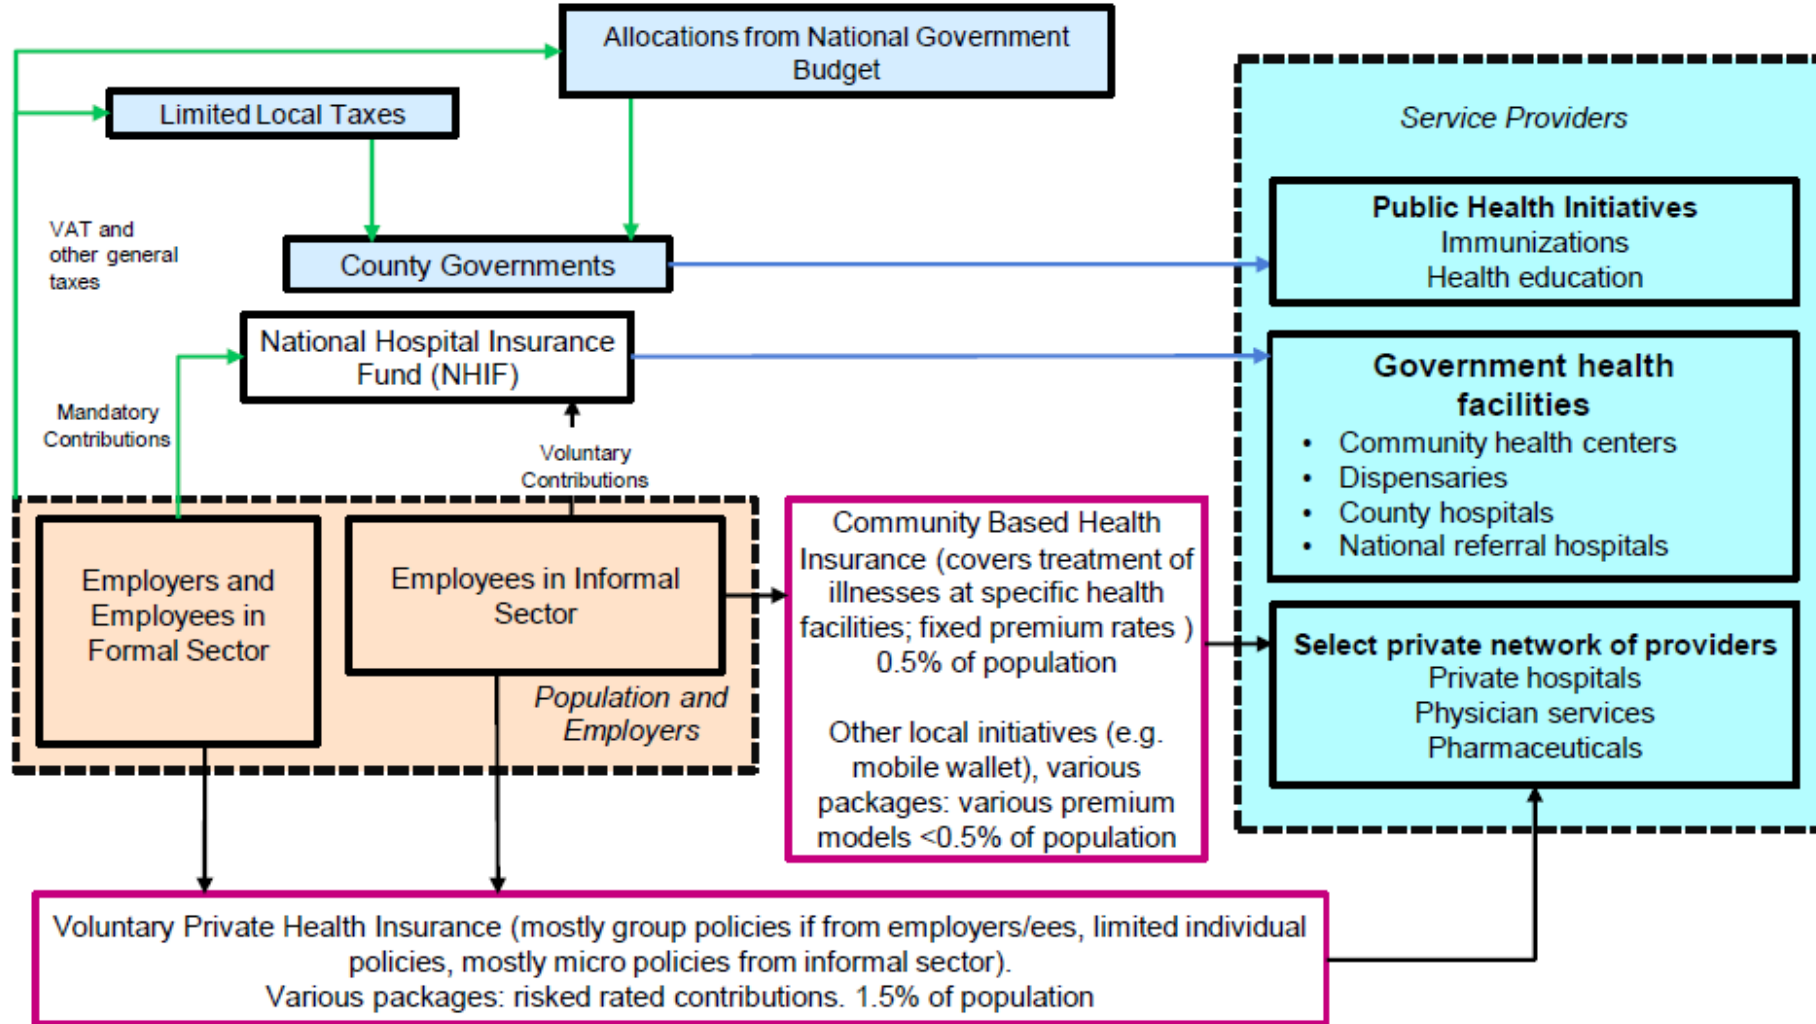 Allocations from National Government
Budget
Limited Local Taxes
Service Providers
VAT and
other general
taxes
County Governments
Public Health Initiatives
Immunizations
Health education
National Hospital Insurance
Fund (NHIF)
Mandatory
Contributions
Voluntary
Contributions
Government health
facilities
• Community health centers
• Dispensaries
• County hospitals
• National referral hospitals
Employers and
Employees in
Formal Sector
Employees in Informal
Sector
Population and
Employers
Community Based Health
Insurance (covers treatment of
illnesses at specific health
facilities; fixed premium rates )
0.5% of population
Other local initiatives (e.g.
mobile wallet), various
packages: various premium
models <0.5% of population
Select private network of providers
Private hospitals
Physician services
Pharmaceuticals
Voluntary Private Health Insurance (mostly group policies if from employers/ees, limited individual
policies, mostly micro policies from informal sector).
Various packages: risked rated contributions. 1.5% of population